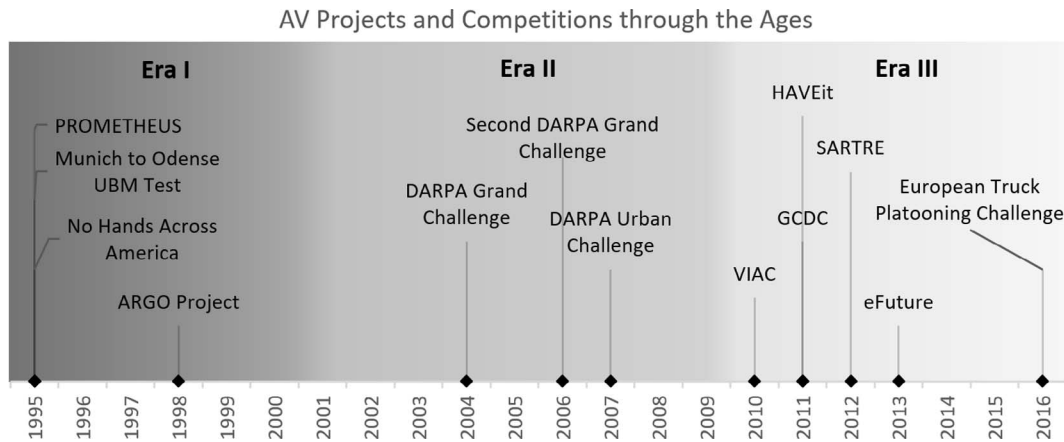 AV Projects and Competitions through the Ages
Era I
Era II
Era III
PROMETHEUS
Munich to Odense
UBM Test
No Hands Across
America
ARGO Project
DARPA Grand
Challenge
Second DARPA Grand
Challenge
DARPA Urban
Challenge
VIAC
HAVEit
GCDC
SARTRE
eFuture
European Truck
Platooning Challenge
1995
1996
1997
1998
1999
2000
2001
2002
2003
2004
2005
2006
2007
2008
2009
2010
2011
2012
2013
2014
2015
2016